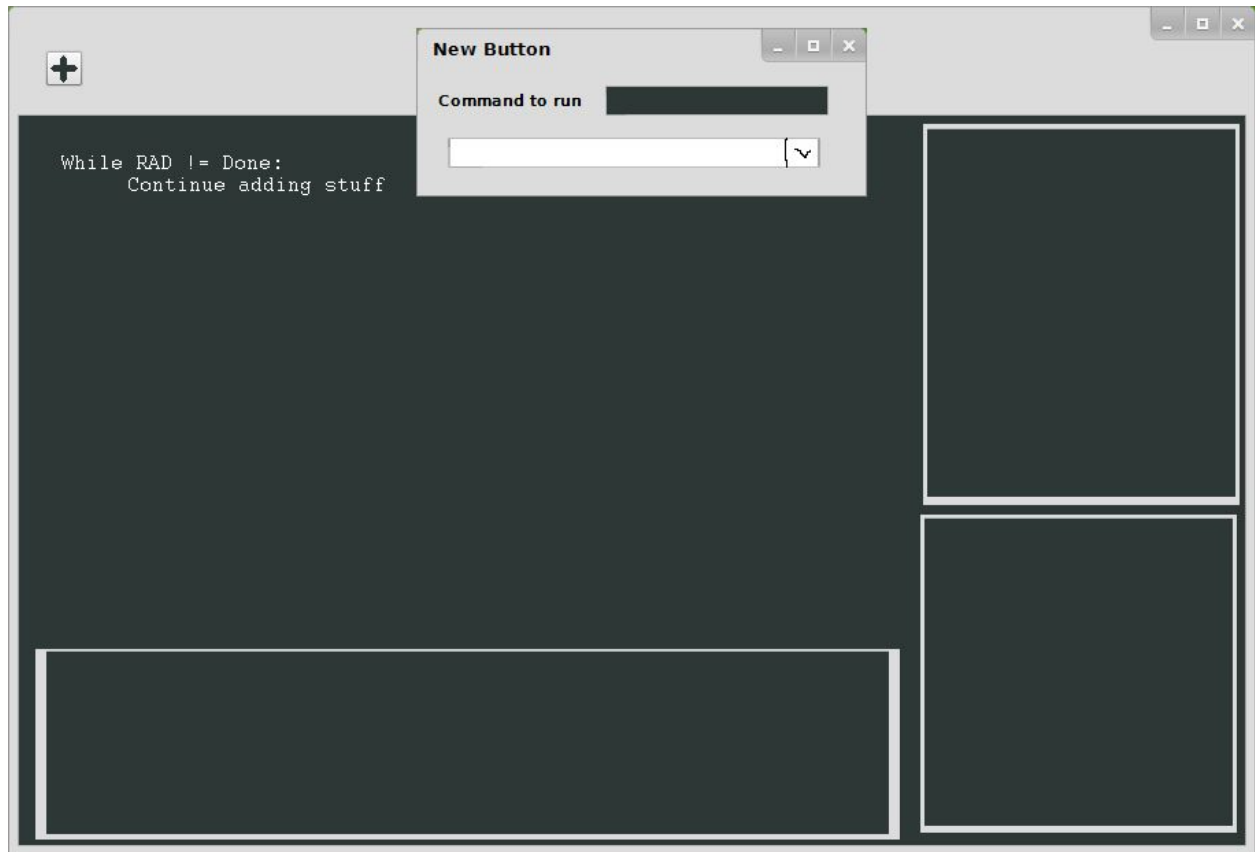 New Button
Command to run
While RAD != Done:
Continue adding stuff